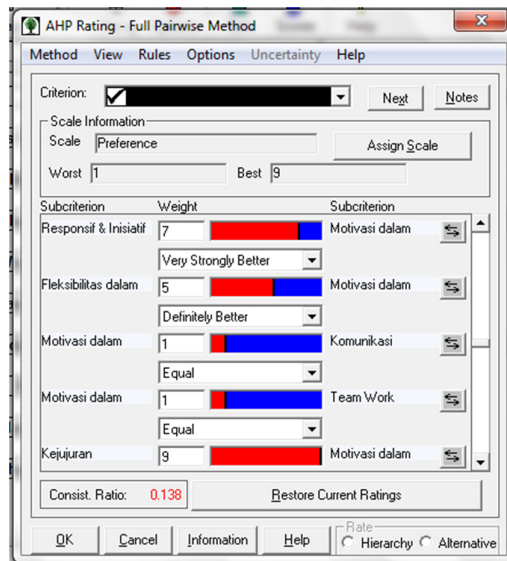 AHP Rating - Full Pairwise Method
Method View Rules Options Uncertainty Help
Criterion: Next Notes
Scale Information
Scale Preference Assign Scale
Worst 1 Best 9
Subcriterion Weight Subcriterion
Responsif & Inisiatif 7 Motivasi dalam
Very Strongly Better
Fleksibilitas dalam 5 Motivasi dalam
Definitely Better
Motivasi dalam 1 Komunikasi
Equal
Motivasi dalam 1 Team Work
Equal
Kejujuran 9 Motivasi dalam
Consist. Ratio: 0.138 Restore Current Ratings
Rate
OK Cancel Information Help Hierarchy Alternative